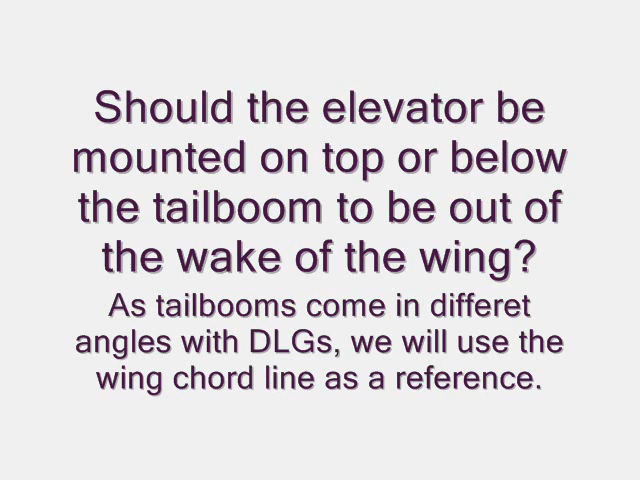 Should the elevator be
mounted on top or below
the tailboom to be out of
the wake of the wing?
As tailbooms come in differet
angles with DLGs, we will use the
wing chord line as a reference.